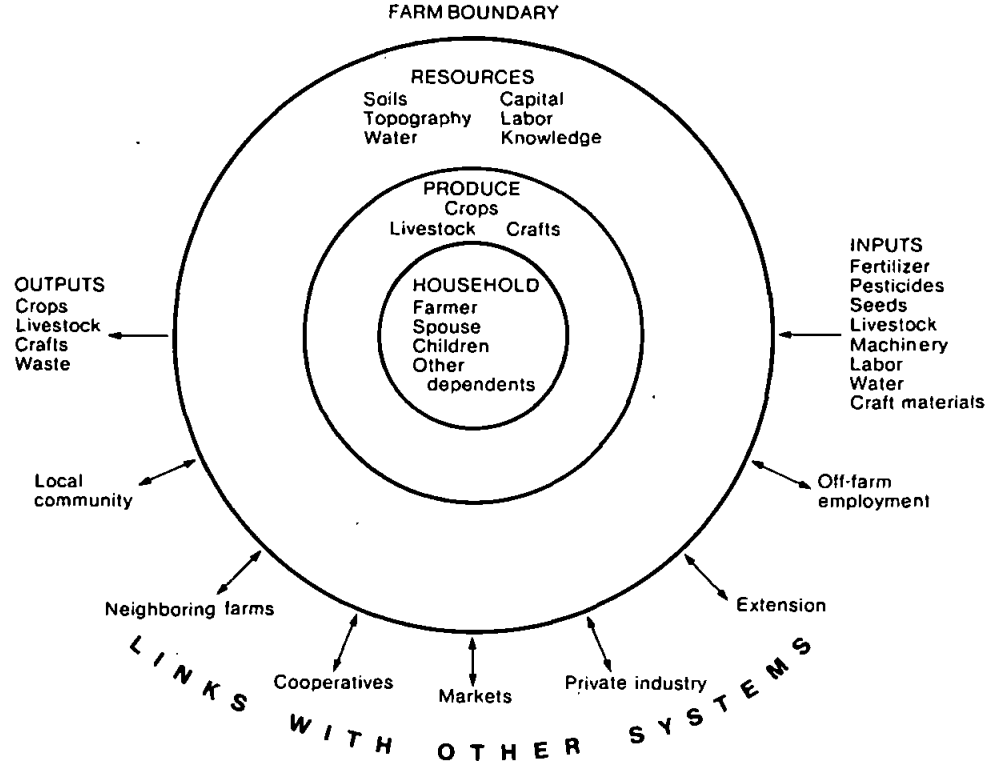 FARM BOUNDARY
RESOURCES
Soils Capital
Topography Labor
Water Knowledge
PRODUCE
Crops
Livestock Crafts
HOUSEHOLD
Farmer
Spouse
Children
Other
dependents
OUTPUTS
Crops
Livestock
Crafts
Waste
INPUTS
Fertilizer
Pesticides
Seeds
Livestock
Machinery
Labor
Water
Craft materials
Local
community
Off-farm
employment
Neighboring farms
Extension
Cooperatives
Markets
Private industry
LINKS WITH OTHER SYSTEMS